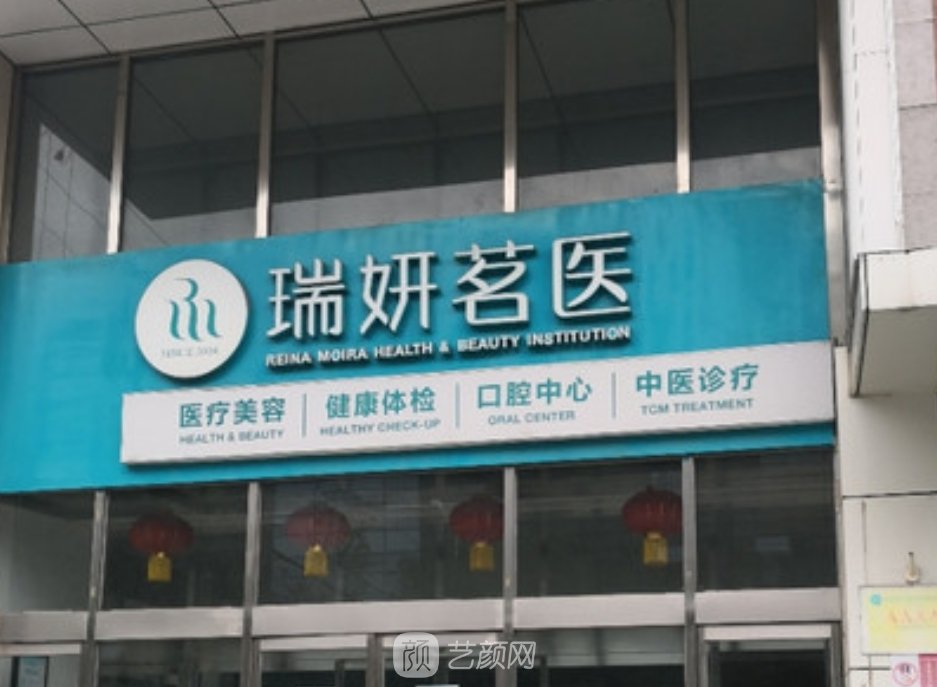 瑞妍茗医
REINA MOIRA HEALTH & BEAUTY INSTITUTION
SINCE 2004
医疗美容
HEALTH & BEAUTY
健康体检
HEALTHY CHECK-UP
口腔中心
ORAL CENTER
中医诊疗
TCM TREATMENT
颜 艺颜网